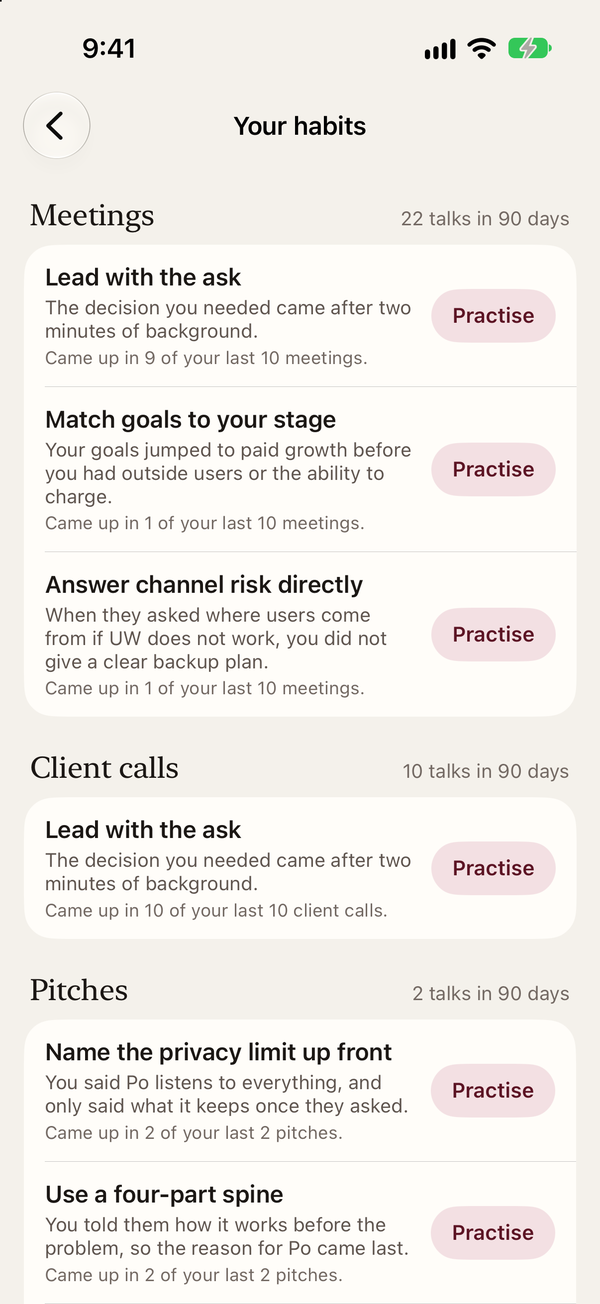 9:41
Your habits
Meetings
22 talks in 90 days
Lead with the ask
The decision you needed came after two
minutes of background.
Came up in 9 of your last 10 meetings.
Practise
Match goals to your stage
Your goals jumped to paid growth before
you had outside users or the ability to
charge.
Came up in 1 of your last 10 meetings.
Practise
Answer channel risk directly
When they asked where users come
from if UW does not work, you did not
give a clear backup plan.
Came up in 1 of your last 10 meetings.
Practise
Client calls
10 talks in 90 days
Lead with the ask
The decision you needed came after two
minutes of background.
Came up in 10 of your last 10 client calls.
Practise
Pitches
2 talks in 90 days
Name the privacy limit up front
You said Po listens to everything, and
only said what it keeps once they asked.
Came up in 2 of your last 2 pitches.
Practise
Use a four-part spine
You told them how it works before the
problem, so the reason for Po came last.
Came up in 2 of your last 2 pitches.
Practise